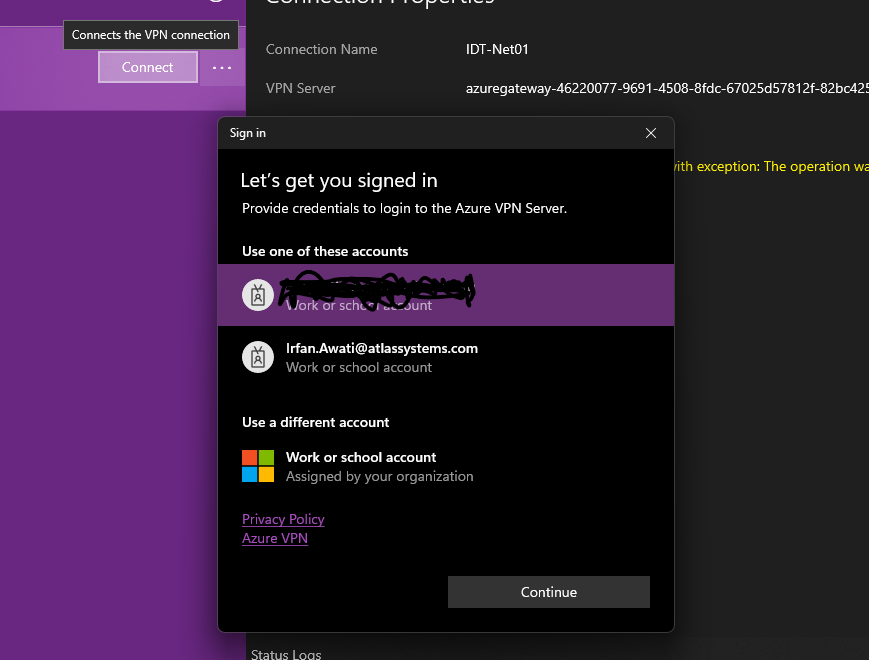 Connection Properties
Connects the VPN connection
Connect
Connection Name
IDT-Net01
VPN Server
azuregateway-46220077-9691-4508-8fdc-67025d57812f-82bc425
with exception: The operation wa
Sign in
Let's get you signed in
Provide credentials to login to the Azure VPN Server.
Use one of these accounts
Work or school account
Irfan.Awati@atlassystems.com
Work or school account
Use a different account
Work or school account
Assigned by your organization
Privacy Policy
Azure VPN
Continue
Status Logs